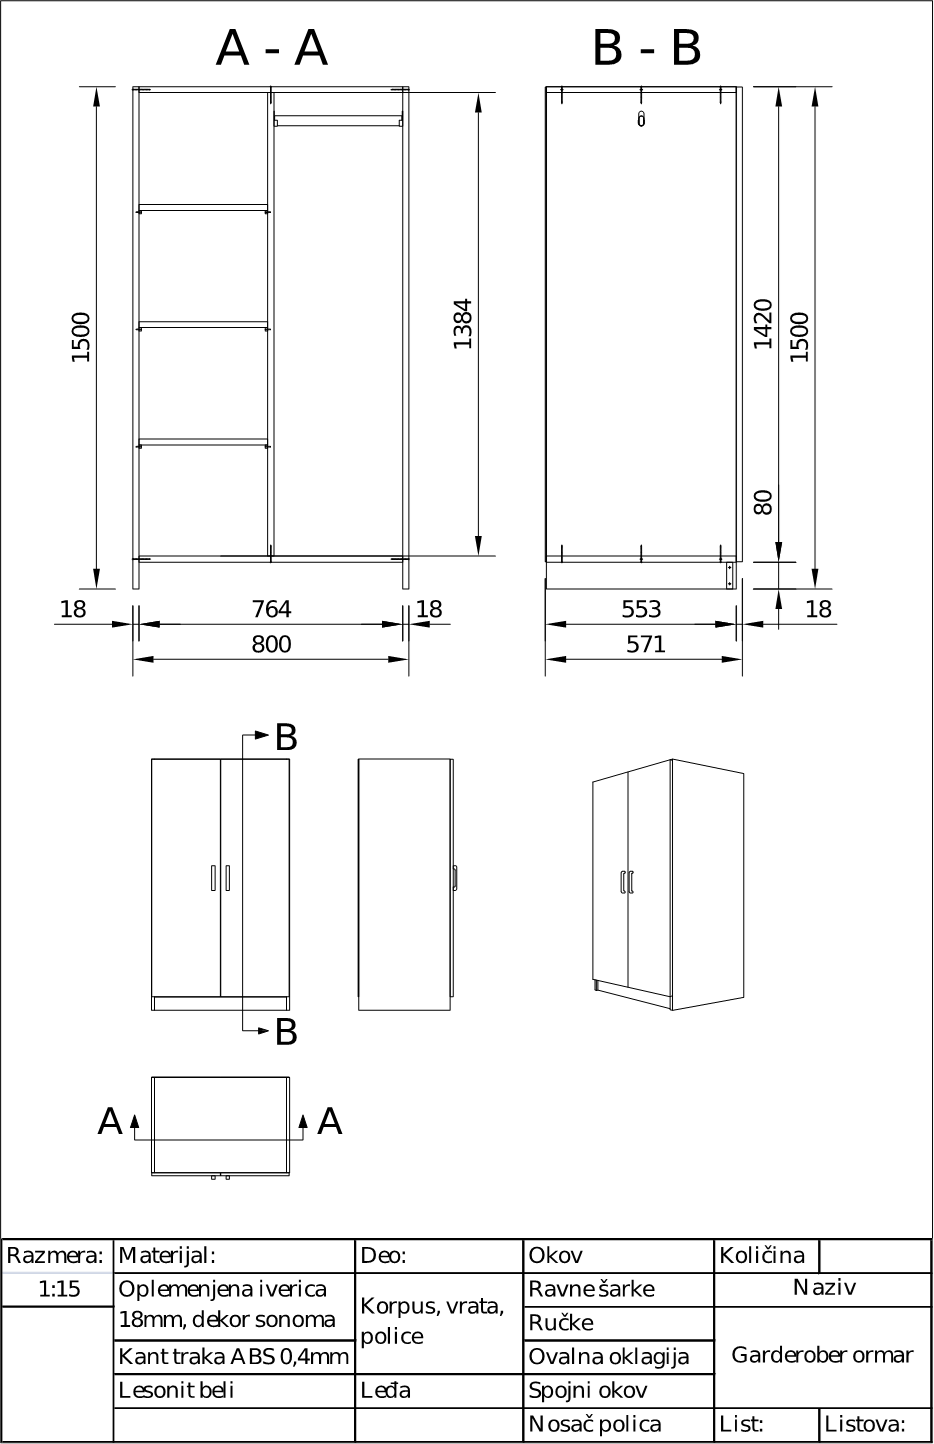 A - A
B - B
1500
1384
1420
1500
80
18
764
18
800
553
18
571
B
B
A
A
Razmera:
Materijal:
Deo:
Okov
Količina
1:15
Oplemenjena iverica
18mm, dekor sonoma
Korpus, vrata,
police
Ravne šarke
Naziv
Ručke
Garderober ormar
Kant traka ABS 0,4mm
Ovalna oklagija
Lesonit beli
Leđa
Spojni okov
Nosač polica
List:
Listova: